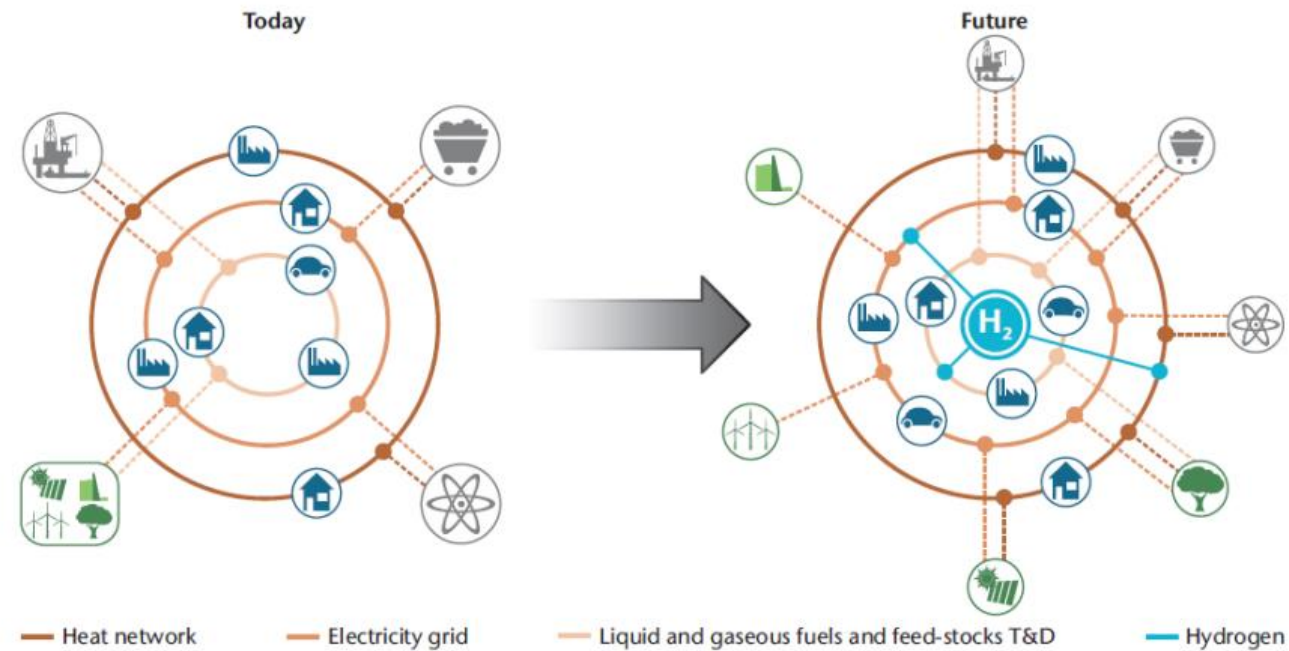 Today
Future
H₂
Heat network
Electricity grid
Liquid and gaseous fuels and feed-stocks T&D
Hydrogen